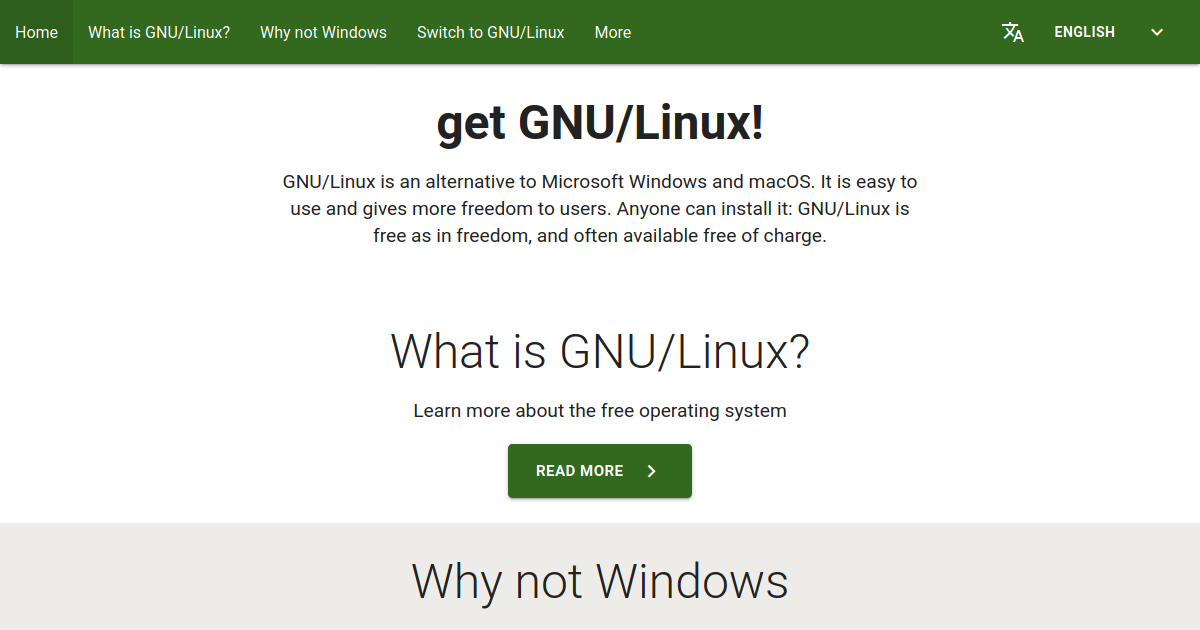 Home What is GNU/Linux? Why not Windows Switch to GNU/Linux More ENGLISH
get GNU/Linux!
GNU/Linux is an alternative to Microsoft Windows and macOS. It is easy to
use and gives more freedom to users. Anyone can install it: GNU/Linux is
free as in freedom, and often available free of charge.
What is GNU/Linux?
Learn more about the free operating system
READ MORE
Why not Windows